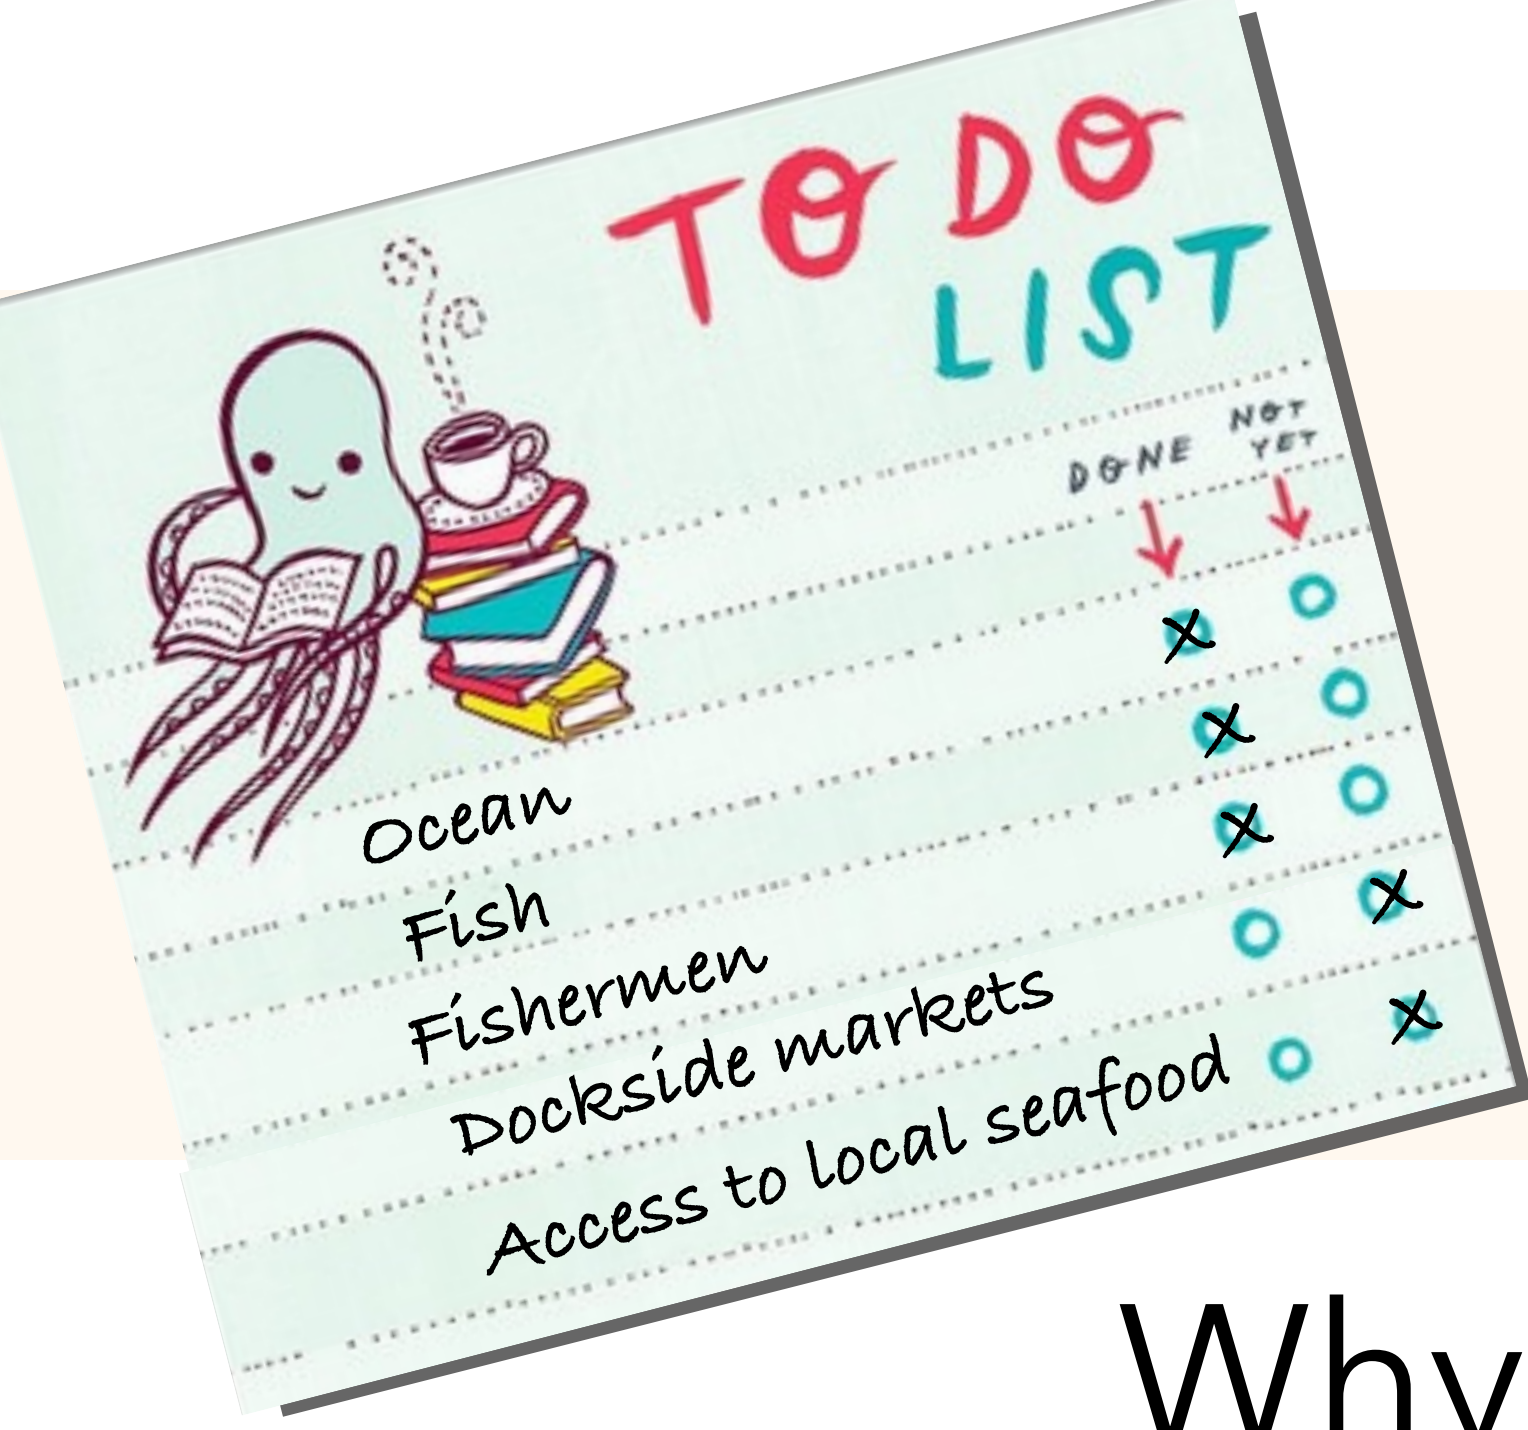 TO DO
LIST
DONE
NOT
YET
Ocean
X
Fish
X
Fishermen
X
Dockside markets
X
Access to local seafood
X
Why